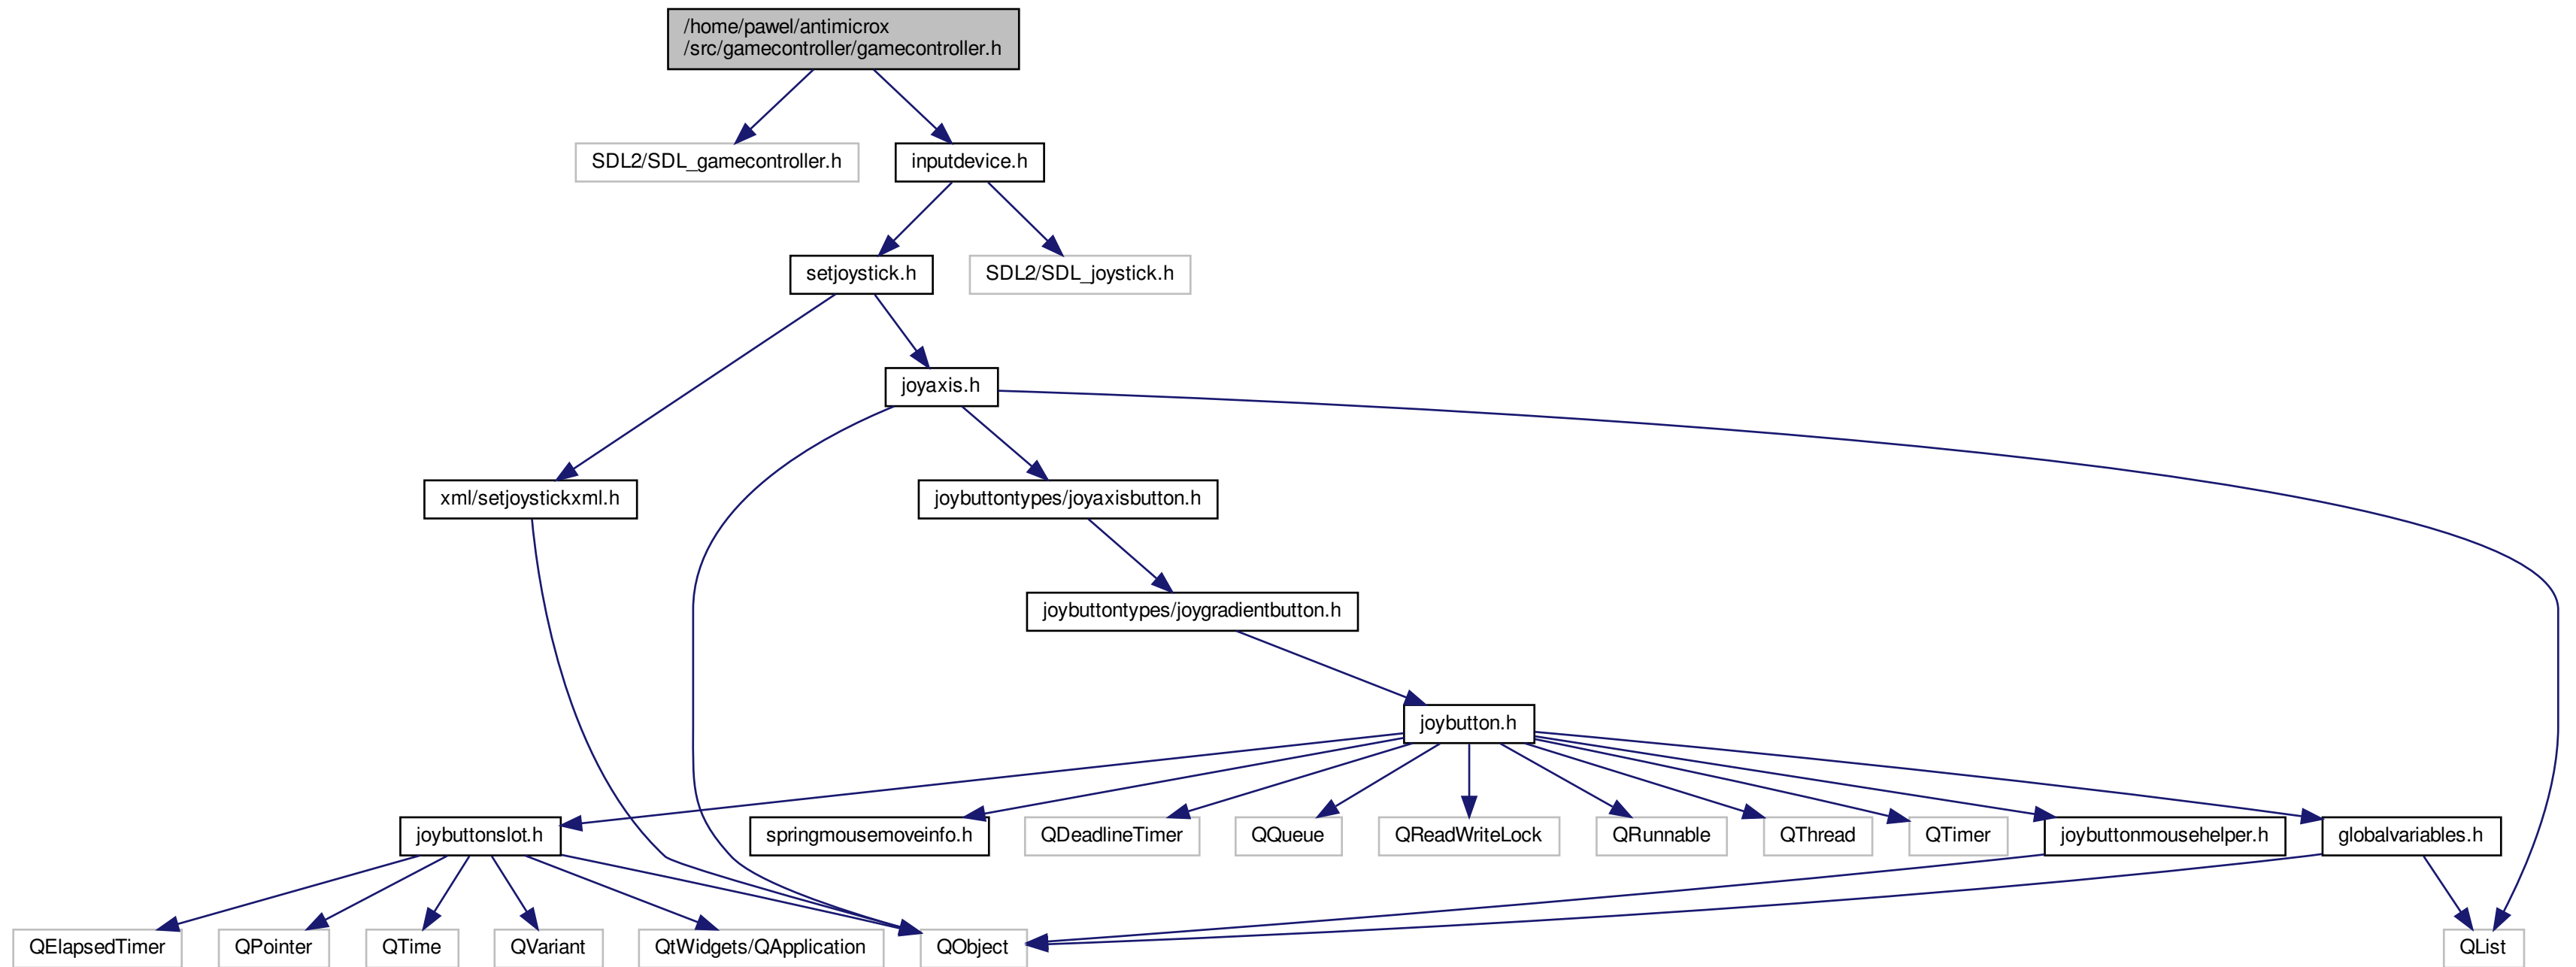 /home/pawel/antimicrox
/src/gamecontroller/gamecontroller.h
SDL2/SDL_gamecontroller.h
inputdevice.h
setjoystick.h
SDL2/SDL_joystick.h
joyaxis.h
xml/setjoystickxml.h
joybuttontypes/joyaxisbutton.h
joybuttontypes/joygradientbutton.h
joybutton.h
joybuttonslot.h
springmousemoveinfo.h
QDeadlineTimer
QQueue
QReadWriteLock
QRunnable
QThread
QTimer
joybuttonmousehelper.h
globalvariables.h
QElapsedTimer
QPointer
QTime
QVariant
QtWidgets/QApplication
QObject
QList